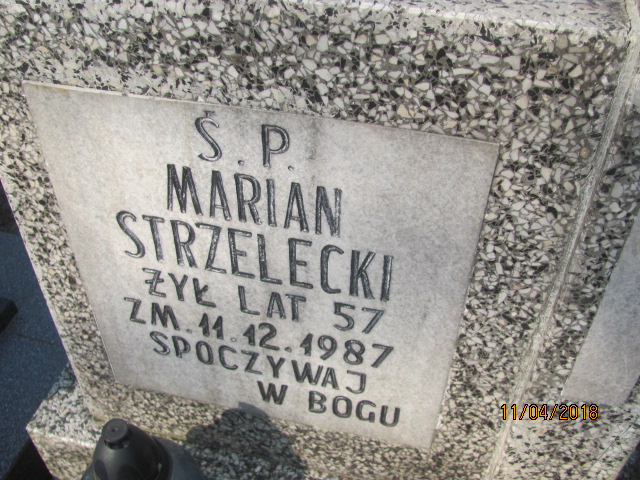 Ś.P.
MARIAN
STRZELECKI
ŻYŁ LAT 57
ZM. 11.12.1987
SPOCZYWAJ
W BOGU
11/04/2018